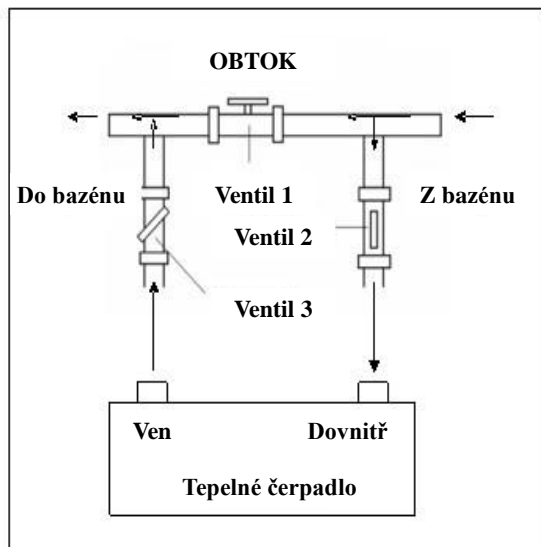 OBTOK
Do bazénu
Ventil 1
Z bazénu
Ventil 2
Ventil 3
Ven
Dovnitř
Tepelné čerpadlo